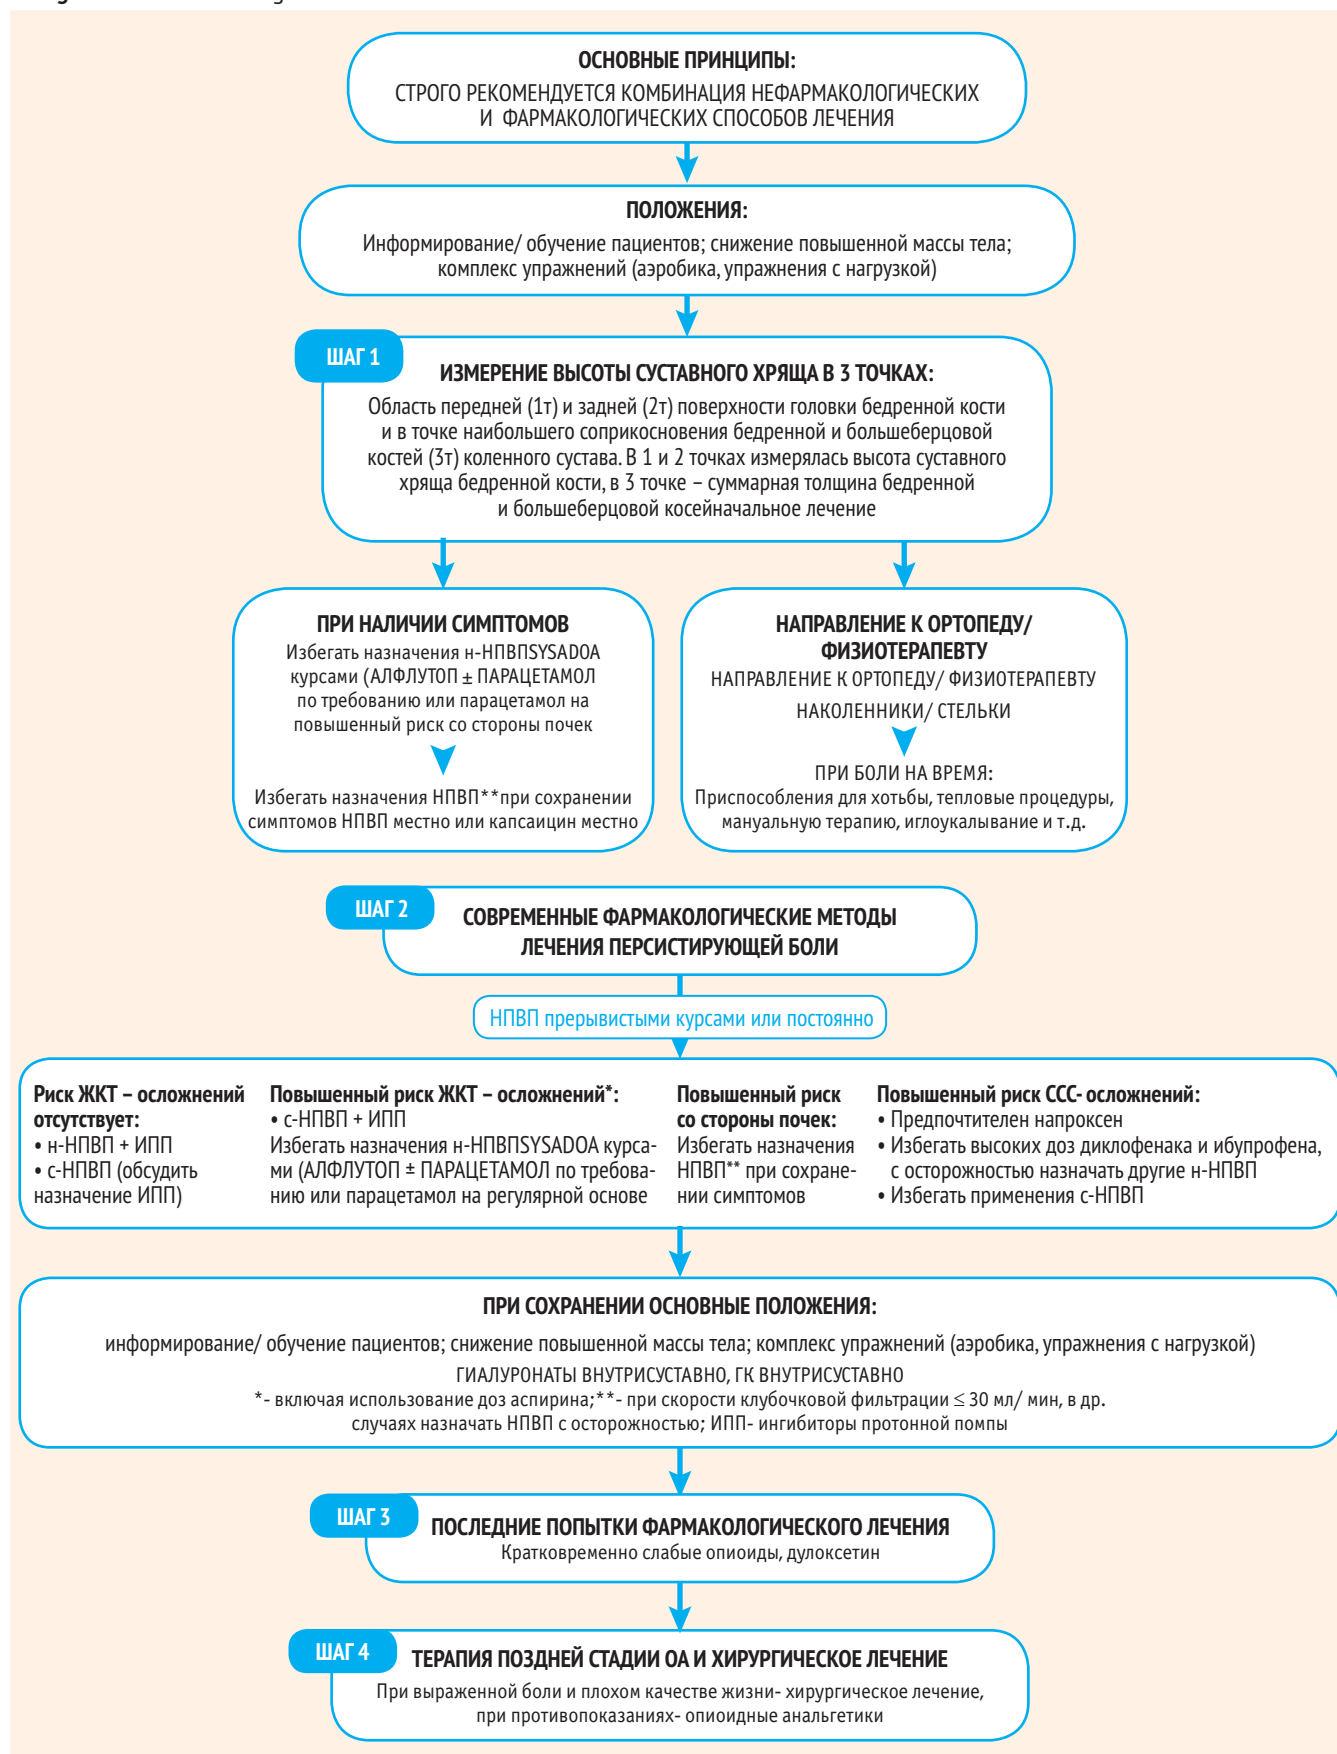 ОСНОВНЫЕ ПРИНЦИПЫ:
СТРОГО РЕКОМЕНДУЕТСЯ КОМБИНАЦИЯ НЕФАРМАКОЛОГИЧЕСКИХ
И ФАРМАКОЛОГИЧЕСКИХ СПОСОБОВ ЛЕЧЕНИЯ
ПОЛОЖЕНИЯ:
Информирование/ обучение пациентов; снижение повышенной массы тела;
комплекс упражнений (аэробика, упражнения с нагрузкой)
ШАГ 1
ИЗМЕРЕНИЕ ВЫСОТЫ СУСТАВНОГО ХРЯЩА В 3 ТОЧКАХ:
Область передней (1т) и задней (2т) поверхности головки бедренной кости
и в точке наибольшего соприкосновения бедренной и большеберцовой
костей (3т) коленного сустава. В 1 и 2 точках измерялась высота суставного
хряща бедренной кости, в 3 точке – суммарная толщина бедренной
и большеберцовой косейначальное лечение
ПРИ НАЛИЧИИ СИМПТОМОВ
Избегать назначения н-НПВПSYSADOA
курсами (АЛФЛУТОП ± ПАРАЦЕТАМОЛ
по требованию или парацетамол на
повышенный риск со стороны почек
Избегать назначения НПВП**при сохранении
симптомов НПВП местно или капсаицин местно
НАПРАВЛЕНИЕ К ОРТОПЕДУ/
ФИЗИОТЕРАПЕВТУ
НАПРАВЛЕНИЕ К ОРТОПЕДУ/ ФИЗИОТЕРАПЕВТУ
НАКОЛЕННИКИ/ СТЕЛЬКИ
ПРИ БОЛИ НА ВРЕМЯ:
Приспособления для хотьбы, тепловые процедуры,
мануальную терапию, иглоукалывание и т.д.
ШАГ 2
СОВРЕМЕННЫЕ ФАРМАКОЛОГИЧЕСКИЕ МЕТОДЫ
ЛЕЧЕНИЯ ПЕРСИСТИРУЮЩЕЙ БОЛИ
НПВП прерывистыми курсами или постоянно
Риск ЖКТ – осложнений
отсутствует:
• н-НПВП + ИПП
• с-НПВП (обсудить
назначение ИПП)
Повышенный риск ЖКТ – осложнений*:
• с-НПВП + ИПП
Избегать назначения н-НПВПSYSADOA курса-
ми (АЛФЛУТОП ± ПАРАЦЕТАМОЛ по требова-
нию или парацетамол на регулярной основе
Повышенный риск
со стороны почек:
Избегать назначения
НПВП** при сохране-
нии симптомов
Повышенный риск ССС- осложнений:
• Предпочтителен напроксен
• Избегать высоких доз диклофенака и ибупрофена,
с осторожностью назначать другие н-НПВП
• Избегать применения с-НПВП
ПРИ СОХРАНЕНИИ ОСНОВНЫЕ ПОЛОЖЕНИЯ:
информирование/ обучение пациентов; снижение повышенной массы тела; комплекс упражнений (аэробика, упражнения с нагрузкой)
ГИАЛУРОНАТЫ ВНУТРИСУСТАВНО, ГК ВНУТРИСУСТАВНО
*- включая использование доз аспирина;**- при скорости клубочковой фильтрации ≤ 30 мл/ мин, в др.
случаях назначать НПВП с осторожностью; ИПП- ингибиторы протонной помпы
ШАГ 3
ПОСЛЕДНИЕ ПОПЫТКИ ФАРМАКОЛОГИЧЕСКОГО ЛЕЧЕНИЯ
Кратковременно слабые опиоиды, дулоксетин
ШАГ 4
ТЕРАПИЯ ПОЗДНЕЙ СТАДИИ ОА И ХИРУРГИЧЕСКОЕ ЛЕЧЕНИЕ
При выраженной боли и плохом качестве жизни- хирургическое лечение,
при противопоказаниях- опиоидные анальгетики